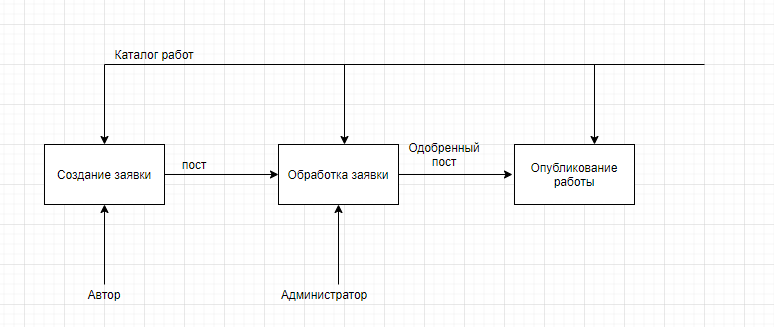 Каталог работ
Создание заявки
пост
Обработка заявки
Одобренный
пост
Опубликование
работы
Автор
Администратор